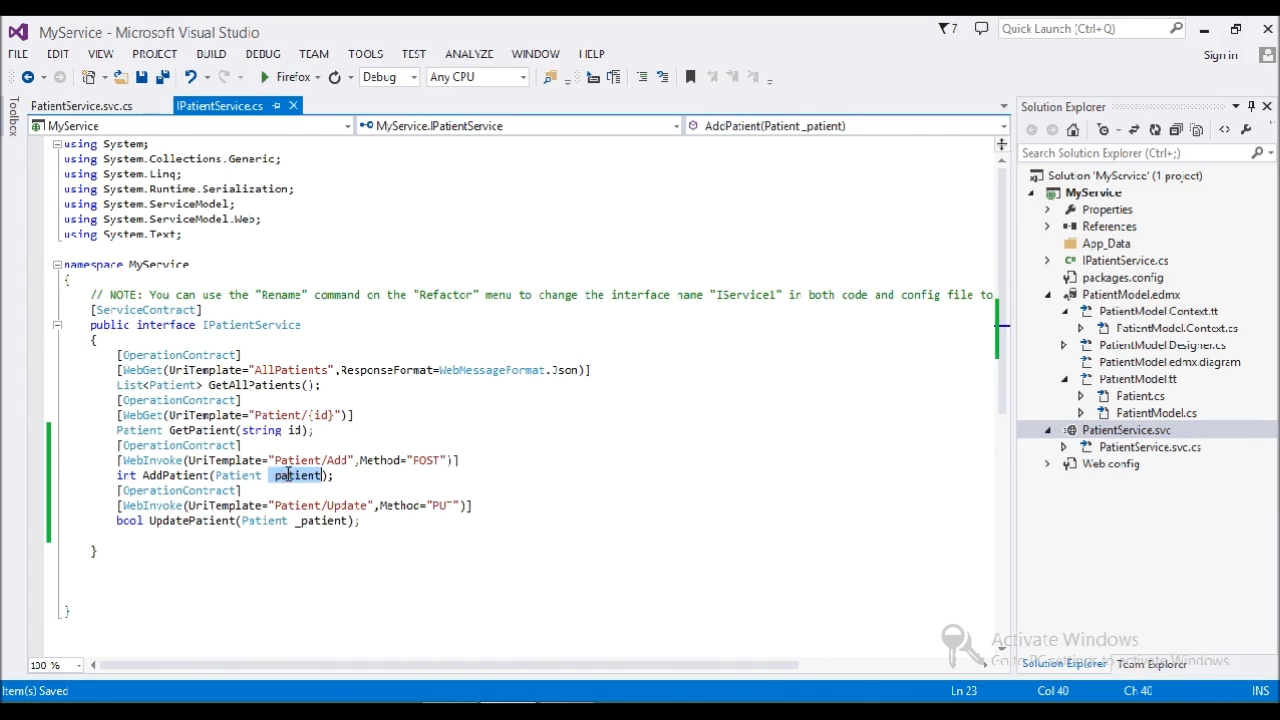 MyService - Microsoft Visual Studio
7
Quick Launch (Ctrl+Q)
FILE EDIT VIEW PROJECT BUILD DEBUG TEAM TOOLS TEST ANALYZE WINDOW HELP
Sign in
Firefox Debug Any CPU
Toolbox
PatientService.svc.cs IPatientService.cs
MyService MyService.IPatientService AddPatient(Patient _patient)
using System;
using System.Collections.Generic;
using System.Linq;
using System.Runtime.Serialization;
using System.ServiceModel;
using System.ServiceModel.Web;
using System.Text;
namespace MyService
{
// NOTE: You can use the "Rename" command on the "Refactor" menu to change the interface name "IService1" in both code and config file to
[ServiceContract]
public interface IPatientService
{
[OperationContract]
[WebGet(UriTemplate="AllPatients",ResponseFormat=WebMessageFormat.Json)]
List<Patient> GetAllPatients();
[OperationContract]
[WebGet(UriTemplate="Patient/{id}")]
Patient GetPatient(string id);
[OperationContract]
[WebInvoke(UriTemplate="Patient/Add",Method="POST")]
int AddPatient(Patient _patient);
[OperationContract]
[WebInvoke(UriTemplate="Patient/Update",Method="PUT")]
bool UpdatePatient(Patient _patient);
}
}
100 %
Solution Explorer
Search Solution Explorer (Ctrl+;)
Solution 'MyService' (1 project)
MyService
Properties
References
App_Data
IPatientService.cs
packages.config
PatientModel.edmx
PatientModel.Context.tt
PatientModel.Context.cs
PatientModel.Designer.cs
PatientModel.edmx.diagram
PatientModel.tt
Patient.cs
PatientModel.cs
PatientService.svc
PatientService.svc.cs
Web.config
Activate Windows
Go to PC settings to activate Windows.
Solution Explorer Team Explorer
Item(s) Saved Ln 23 Col 40 Ch 40 INS